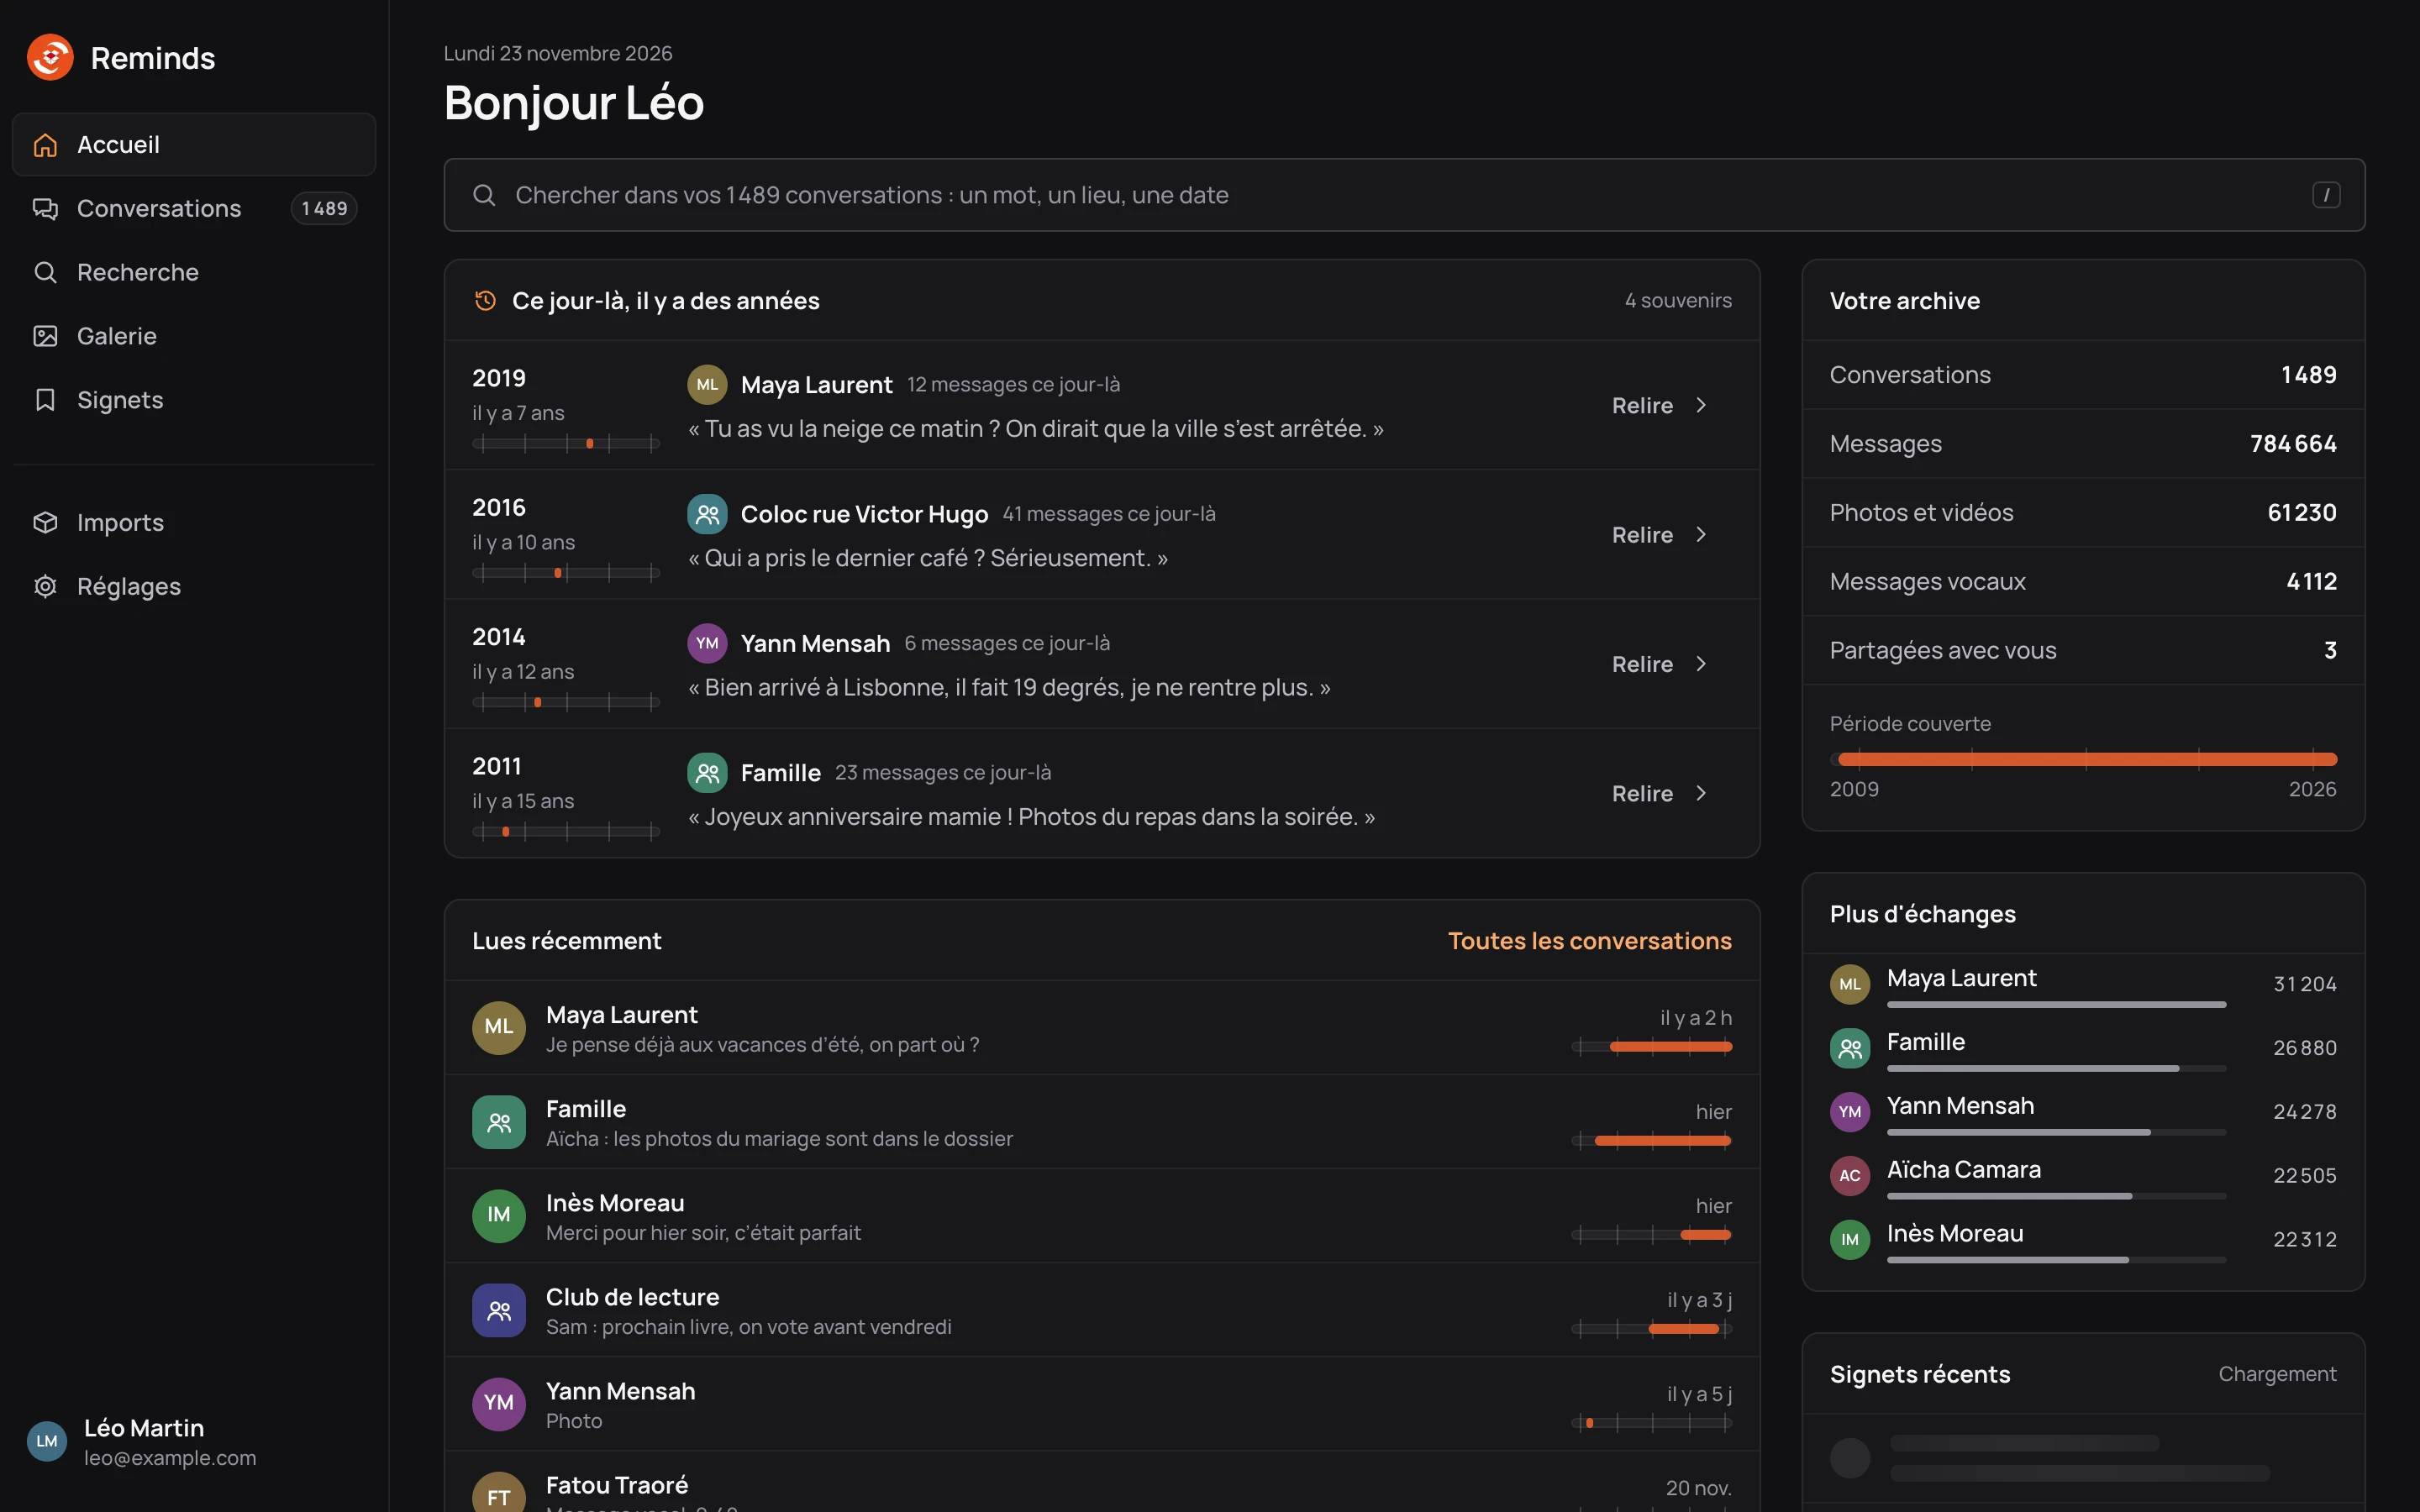 Reminds
Accueil
Conversations 1 489
Recherche
Galerie
Signets
Imports
Réglages
LM
Léo Martin
leo@example.com
Lundi 23 novembre 2026
Bonjour Léo
Chercher dans vos 1 489 conversations : un mot, un lieu, une date
/
Ce jour-là, il y a des années
4 souvenirs
2019
il y a 7 ans
ML
Maya Laurent 12 messages ce jour-là
« Tu as vu la neige ce matin ? On dirait que la ville s’est arrêtée. »
Relire
2016
il y a 10 ans
Coloc rue Victor Hugo 41 messages ce jour-là
« Qui a pris le dernier café ? Sérieusement. »
Relire
2014
il y a 12 ans
YM
Yann Mensah 6 messages ce jour-là
« Bien arrivé à Lisbonne, il fait 19 degrés, je ne rentre plus. »
Relire
2011
il y a 15 ans
Famille 23 messages ce jour-là
« Joyeux anniversaire mamie ! Photos du repas dans la soirée. »
Relire
Lues récemment
Toutes les conversations
ML
Maya Laurent
Je pense déjà aux vacances d’été, on part où ?
il y a 2 h
Famille
Aïcha : les photos du mariage sont dans le dossier
hier
IM
Inès Moreau
Merci pour hier soir, c’était parfait
hier
Club de lecture
Sam : prochain livre, on vote avant vendredi
il y a 3 j
YM
Yann Mensah
Photo
il y a 5 j
FT
Fatou Traoré
20 nov.
Votre archive
Conversations 1 489
Messages 784 664
Photos et vidéos 61 230
Messages vocaux 4 112
Partagées avec vous 3
Période couverte
2009 2026
Plus d'échanges
ML Maya Laurent 31 204
Famille 26 880
YM Yann Mensah 24 278
AC Aïcha Camara 22 505
IM Inès Moreau 22 312
Signets récents
Chargement